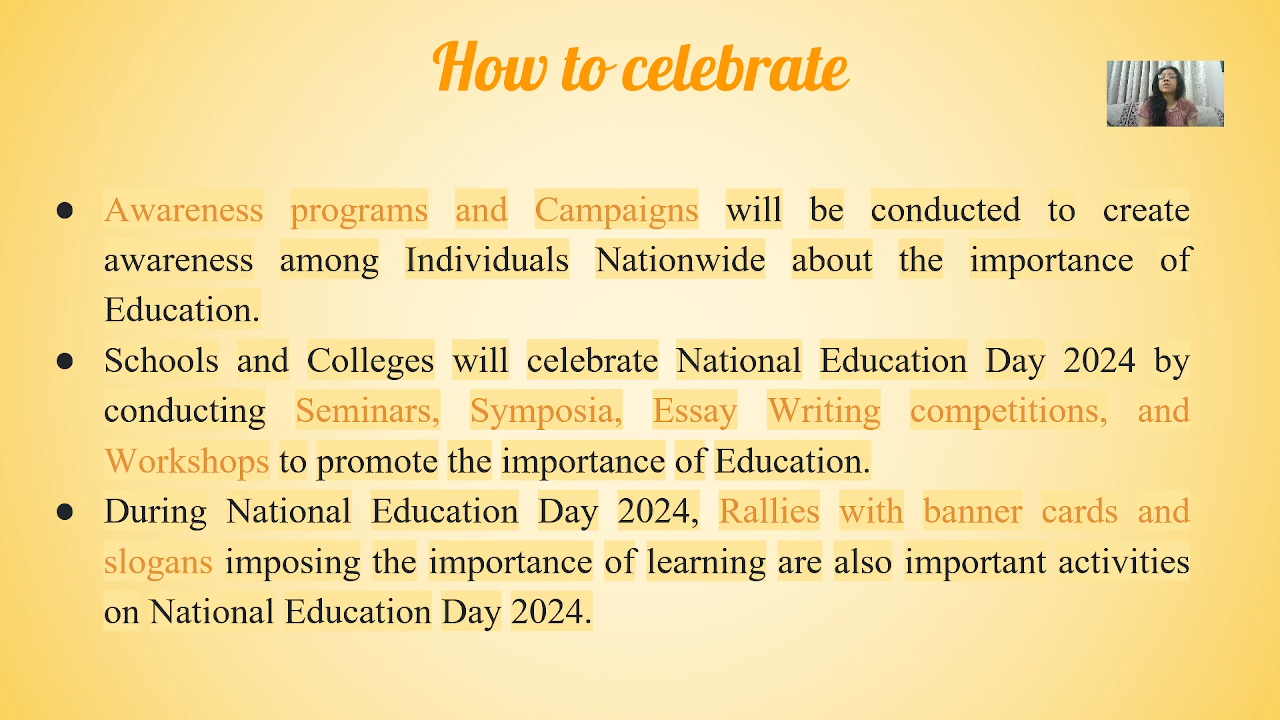 How to celebrate
● Awareness programs and Campaigns will be conducted to create
awareness among Individuals Nationwide about the importance of
Education.
● Schools and Colleges will celebrate National Education Day 2024 by
conducting Seminars, Symposia, Essay Writing competitions, and
Workshops to promote the importance of Education.
● During National Education Day 2024, Rallies with banner cards and
slogans imposing the importance of learning are also important activities
on National Education Day 2024.